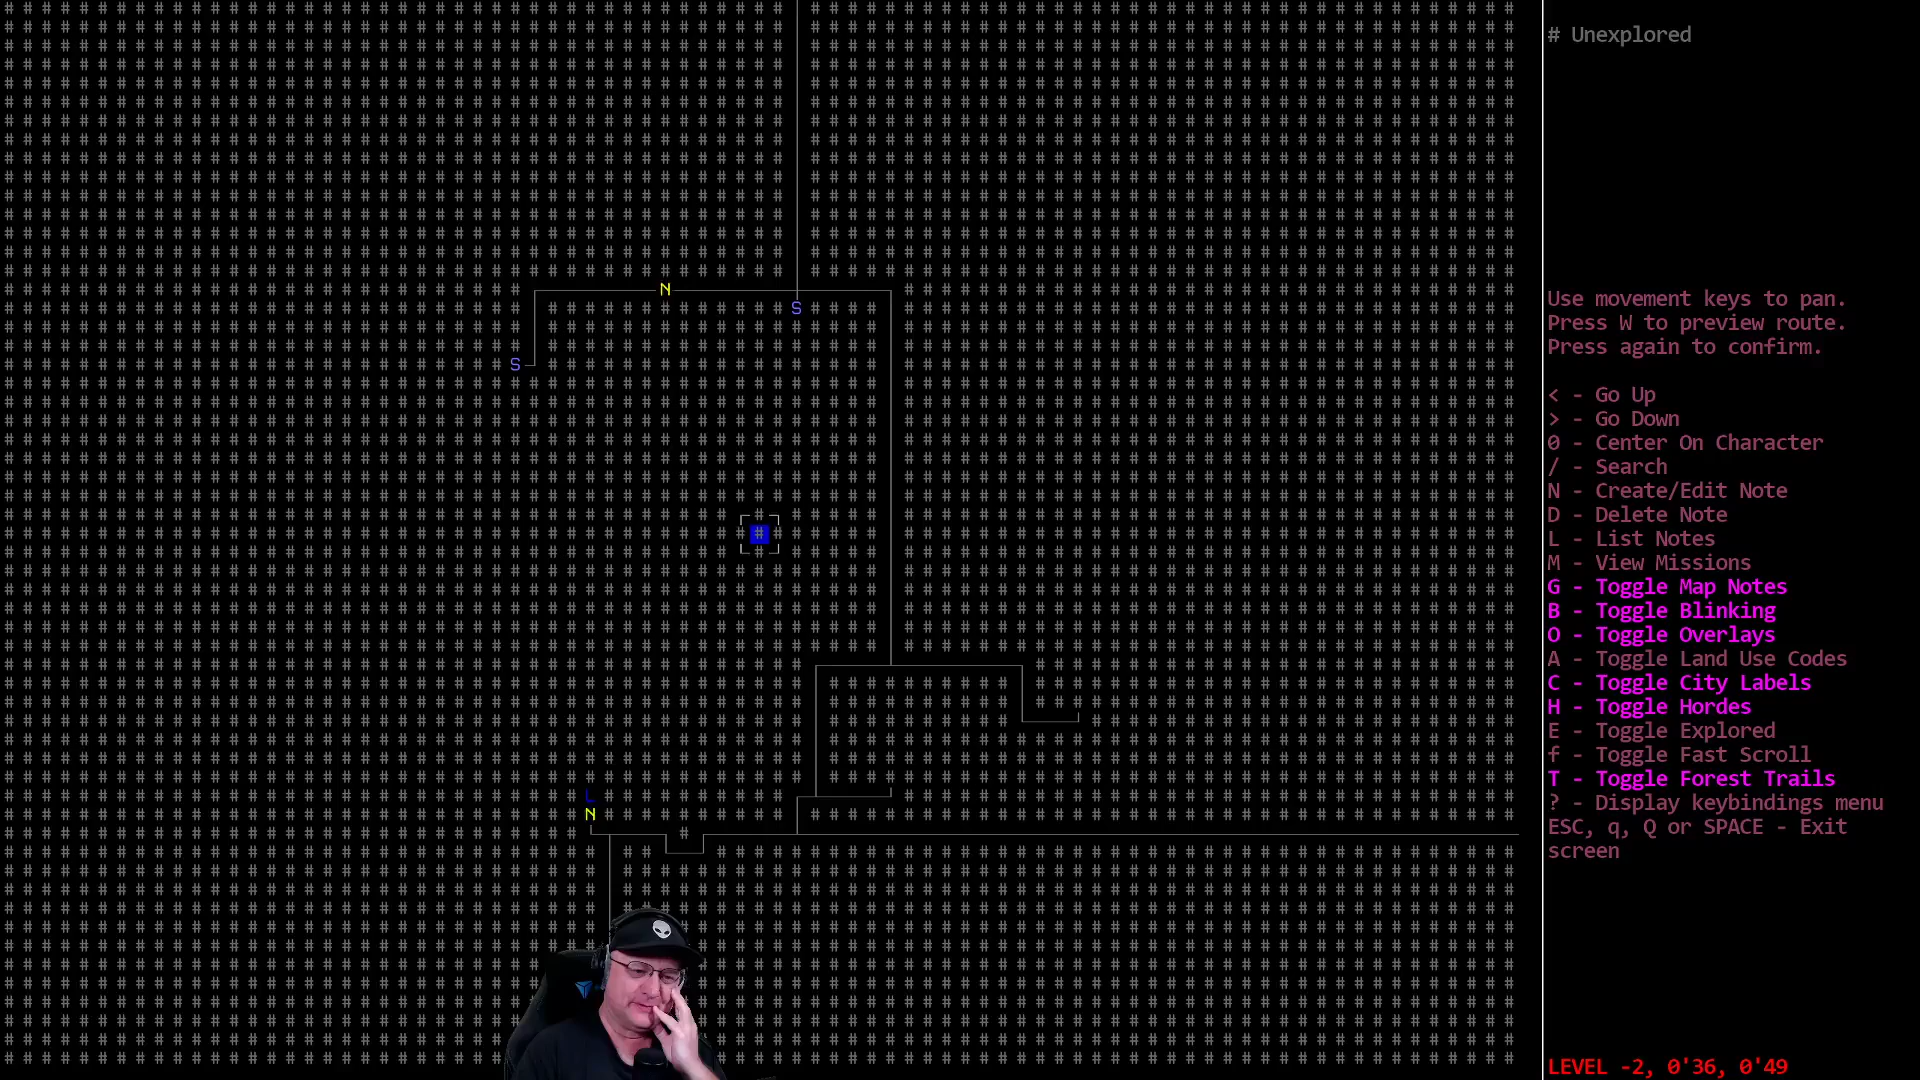 # Unexplored
N
S
S
Use movement keys to pan.
Press W to preview route.
Press again to confirm.
< - Go Up
> - Go Down
0 - Center On Character
/ - Search
N - Create/Edit Note
D - Delete Note
L - List Notes
M - View Missions
G - Toggle Map Notes
B - Toggle Blinking
O - Toggle Overlays
A - Toggle Land Use Codes
C - Toggle City Labels
H - Toggle Hordes
E - Toggle Explored
f - Toggle Fast Scroll
T - Toggle Forest Trails
? - Display keybindings menu
ESC, q, Q or SPACE - Exit
screen
L
N
LEVEL -2, 0'36, 0'49